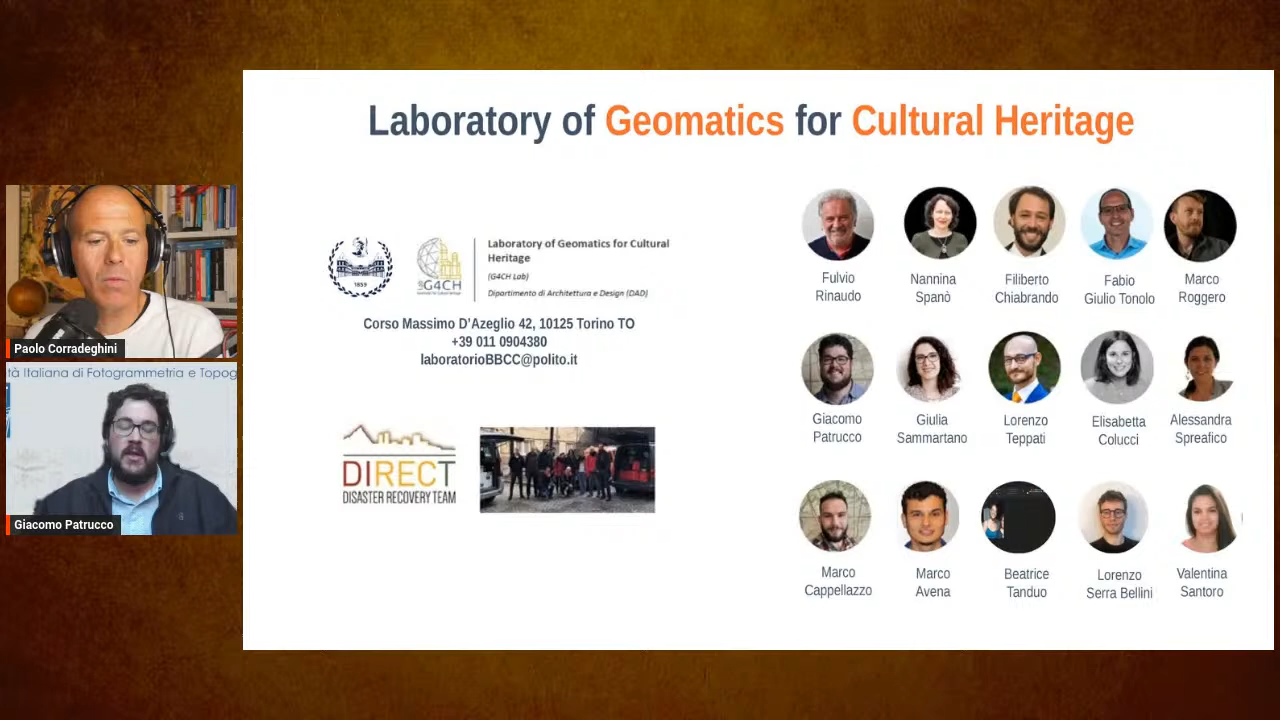 Laboratory of Geomatics for Cultural Heritage
Paolo Corradeghini
tà Italiana di Fotogrammetria e Topog
Giacomo Patrucco
1859
G4CH
Laboratory of Geomatics for Cultural
Heritage
(G4CH Lab)
Dipartimento di Architettura e Design (DAD)
Corso Massimo D'Azeglio 42, 10125 Torino TO
+39 011 0904380
laboratorioBBCC@polito.it
DIRECT
DISASTER RECOVERY TEAM
Fulvio
Rinaudo
Nannina
Spanò
Filiberto
Chiabrando
Fabio
Giulio Tonolo
Marco
Roggero
Giacomo
Patrucco
Giulia
Sammartano
Lorenzo
Teppati
Elisabetta
Colucci
Alessandra
Spreafico
Marco
Cappellazzo
Marco
Avena
Beatrice
Tanduo
Lorenzo
Serra Bellini
Valentina
Santoro